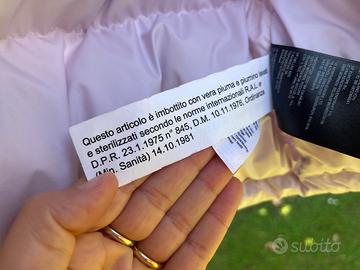 Questo articolo è imbottito con vera piuma e piumino lavati
e sterilizzati secondo le norme internazionali R.A.L e
D.P.R. 23.1.1975 n° 845, D.M. 10.11.1976, Ordinanza
(Min. Sanità) 14.10.1981
subito